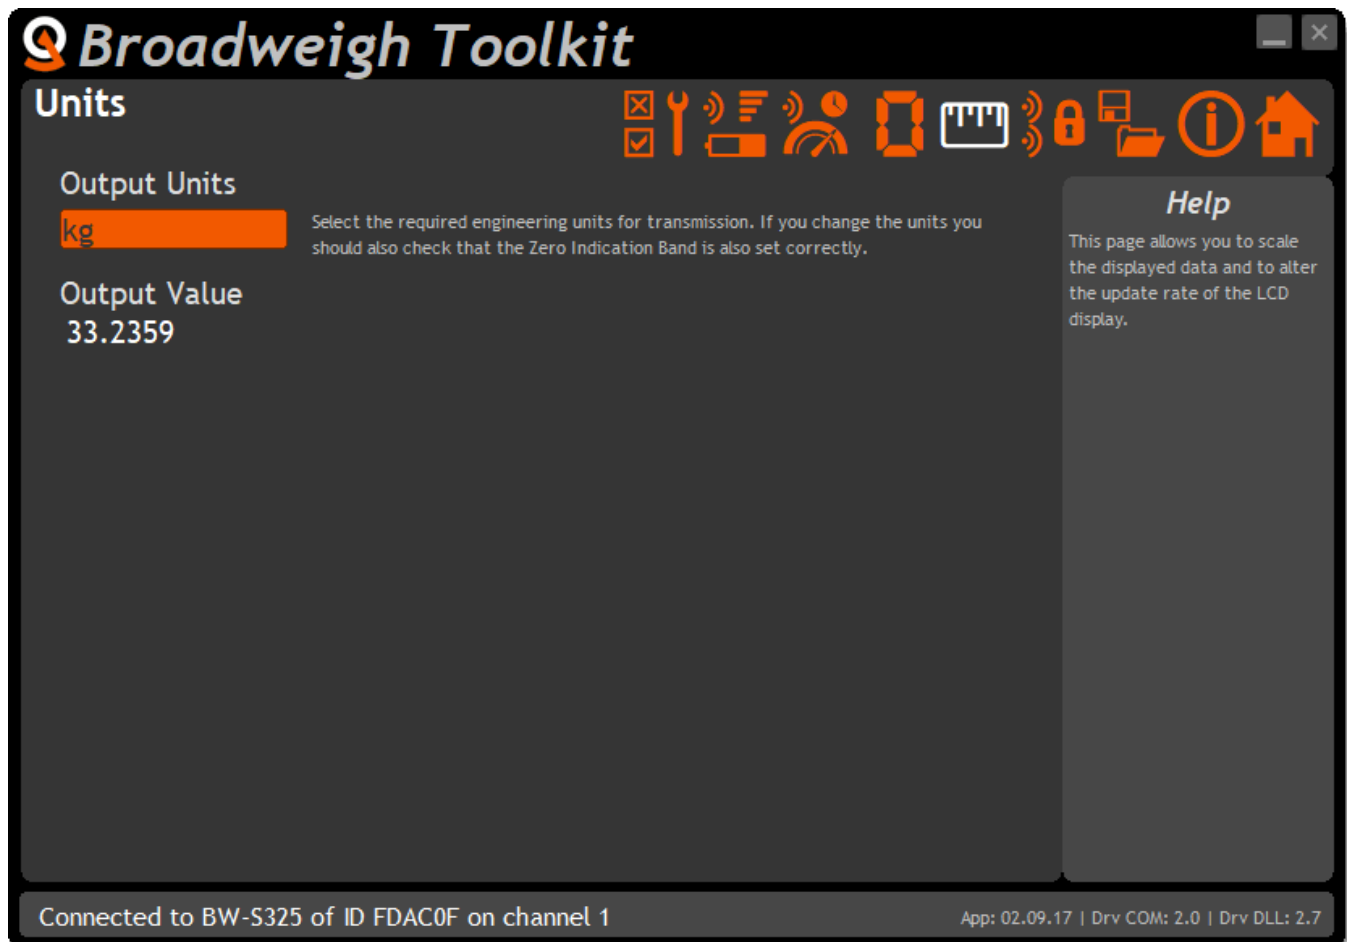 Broadweigh Toolkit
Units
Output Units
kg
Select the required engineering units for transmission. If you change the units you
should also check that the Zero Indication Band is also set correctly.
Output Value
33.2359
Help
This page allows you to scale
the displayed data and to alter
the update rate of the LCD
display.
Connected to BW-S325 of ID FDAC0F on channel 1
App: 02.09.17 | Drv COM: 2.0 | Drv DLL: 2.7